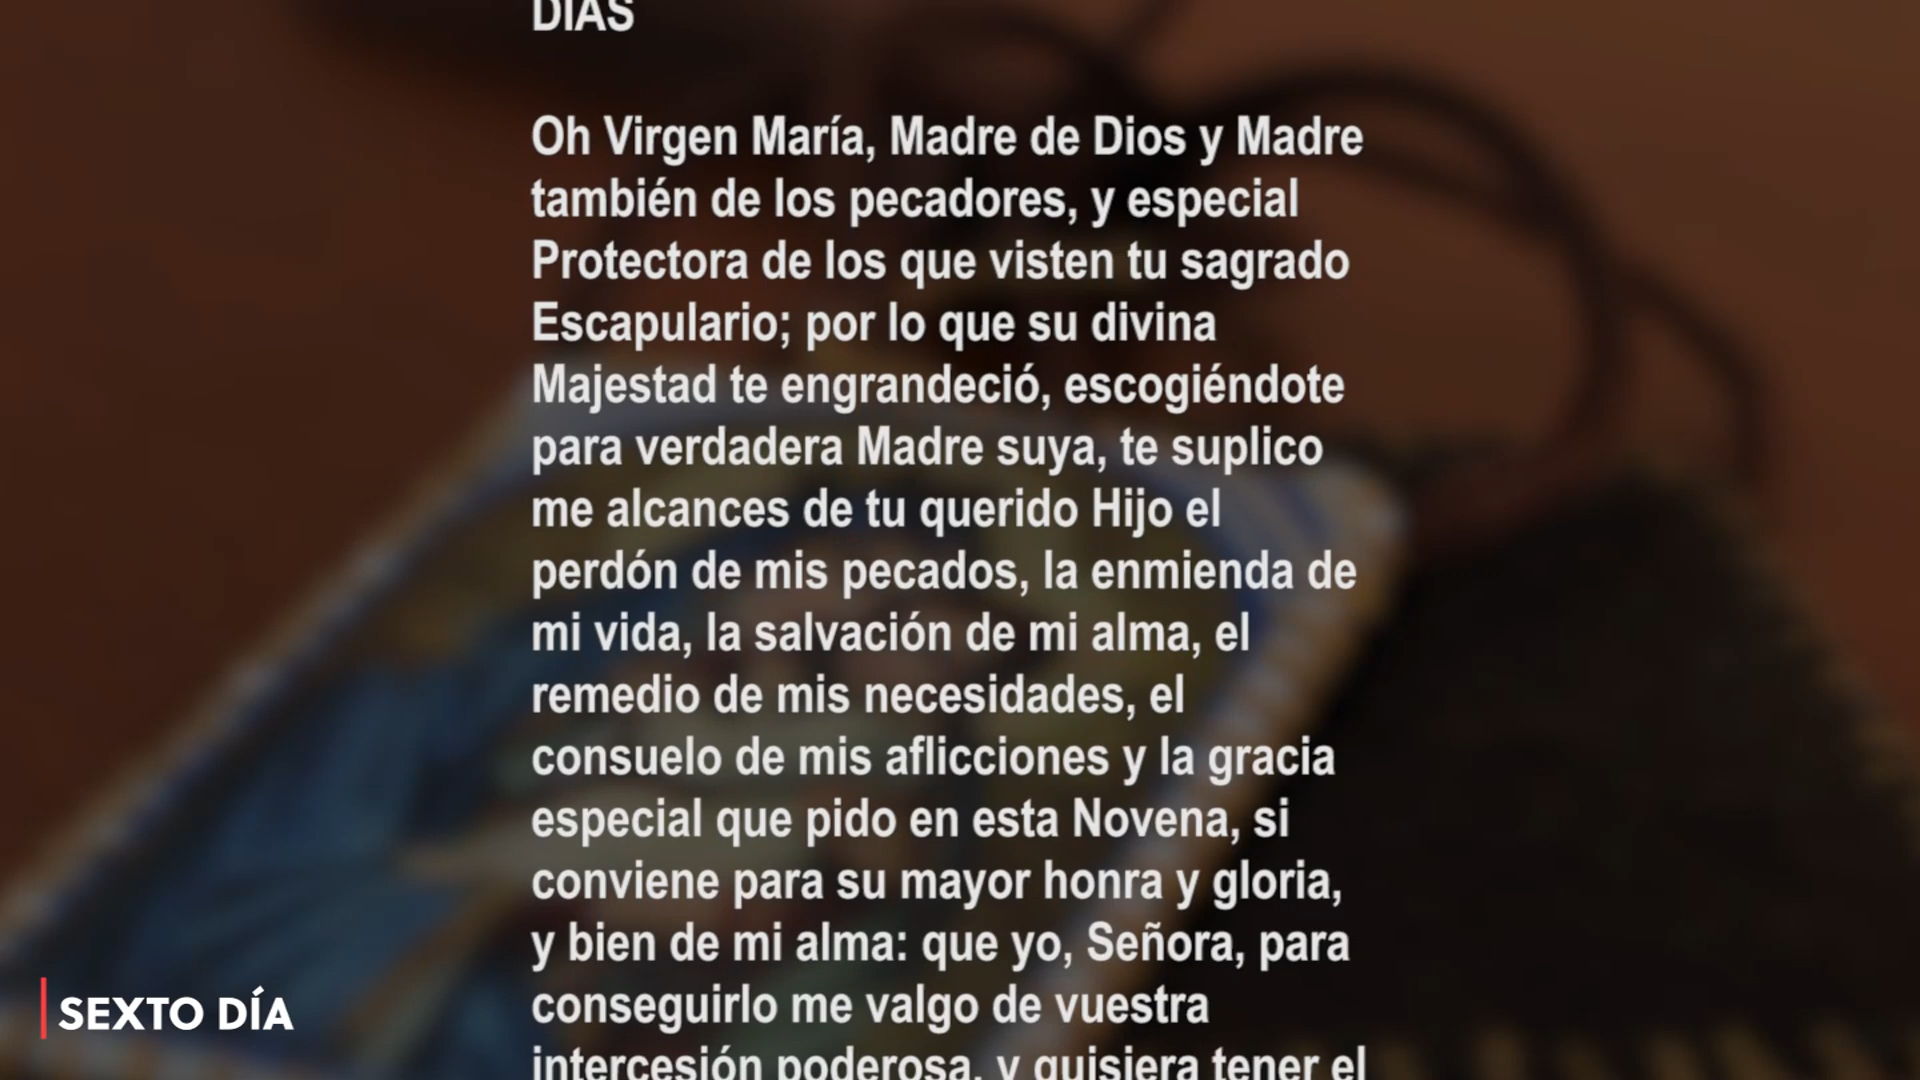 DIAS
Oh Virgen María, Madre de Dios y Madre
también de los pecadores, y especial
Protectora de los que visten tu sagrado
Escapulario; por lo que su divina
Majestad te engrandeció, escogiéndote
para verdadera Madre suya, te suplico
me alcances de tu querido Hijo el
perdón de mis pecados, la enmienda de
mi vida, la salvación de mi alma, el
remedio de mis necesidades, el
consuelo de mis aflicciones y la gracia
especial que pido en esta Novena, si
conviene para su mayor honra y gloria,
y bien de mi alma: que yo, Señora, para
conseguirlo me valgo de vuestra
intercesión poderosa, y quisiera tener el
SEXTO DÍA